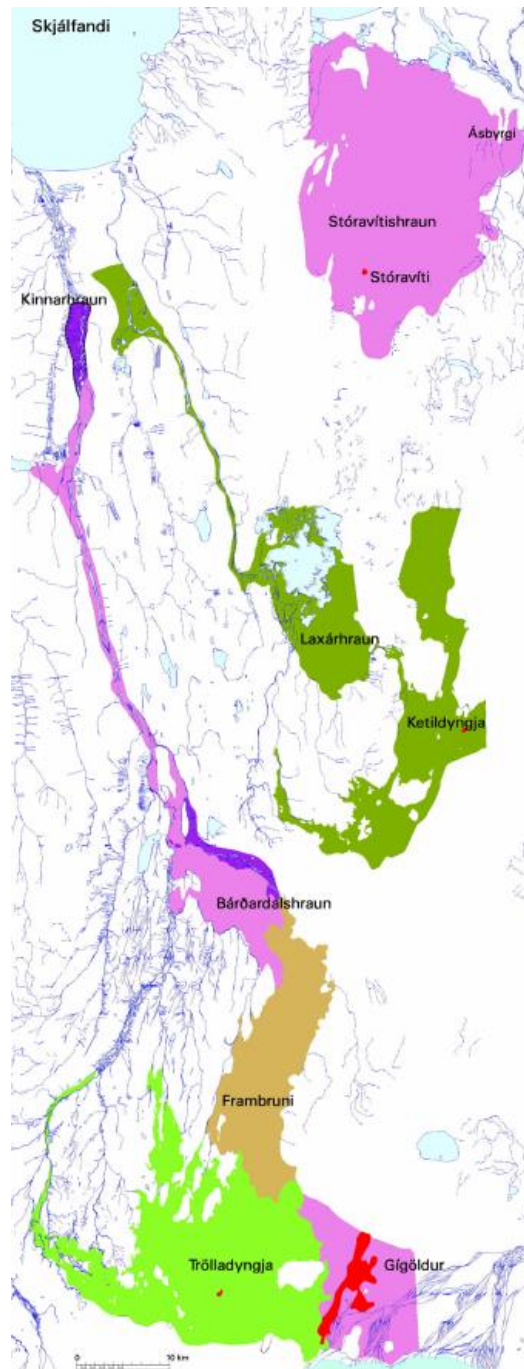 Skjálfandi
Ásbyrgi
Stóravítishraun
Stóravíti
Kinnarhraun
Laxárhraun
Ketildyngja
Bárðardalshraun
Frambruni
Trölladyngja
Gígöldur
0 10 km